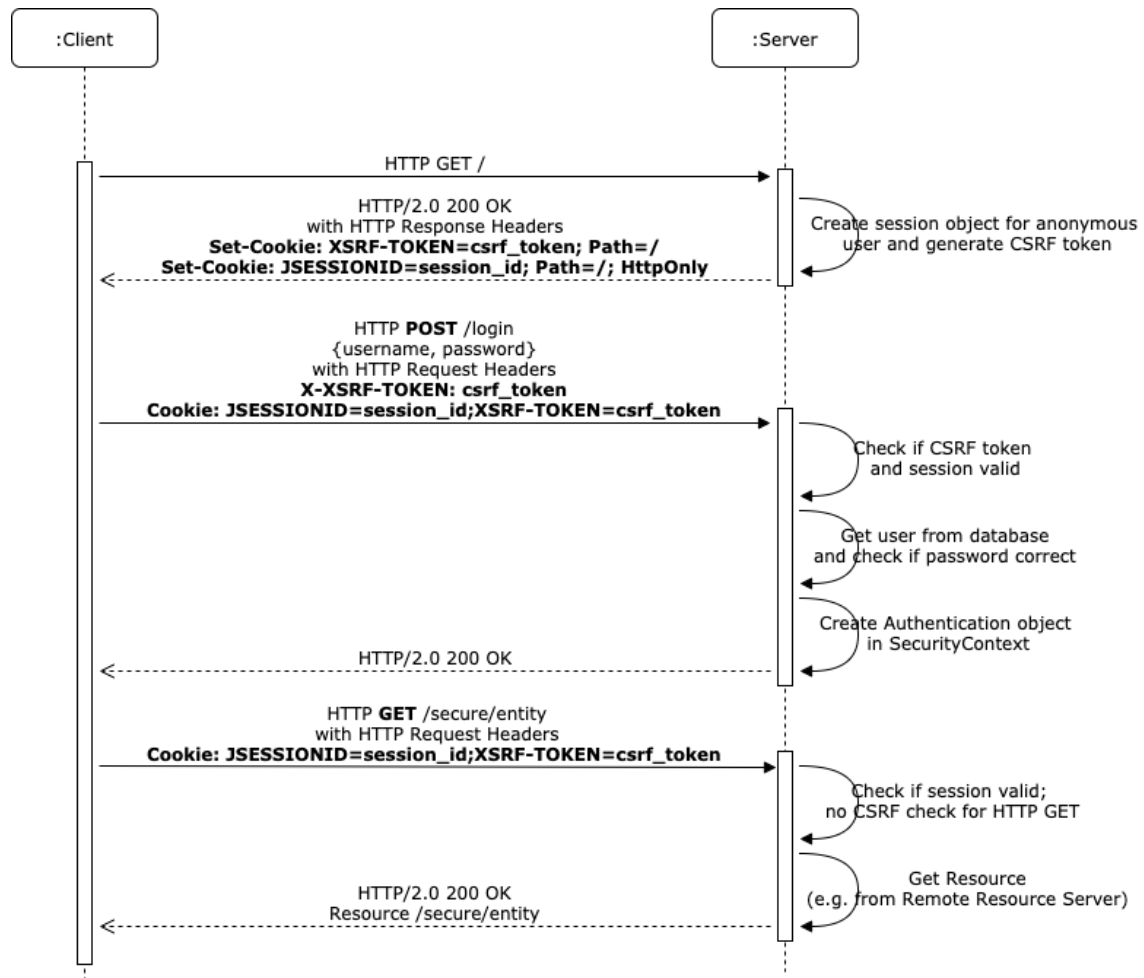 :Client
:Server
HTTP GET /
HTTP/2.0 200 OK
with HTTP Response Headers
Set-Cookie: XSRF-TOKEN=csrf_token; Path=/
Set-Cookie: JSESSIONID=session_id; Path=/; HttpOnly
Create session object for anonymous
user and generate CSRF token
HTTP POST /login
{username, password}
with HTTP Request Headers
X-XSRF-TOKEN: csrf_token
Cookie: JSESSIONID=session_id;XSRF-TOKEN=csrf_token
Check if CSRF token
and session valid
Get user from database
and check if password correct
Create Authentication object
in SecurityContext
HTTP/2.0 200 OK
HTTP GET /secure/entity
with HTTP Request Headers
Cookie: JSESSIONID=session_id;XSRF-TOKEN=csrf_token
Check if session valid;
no CSRF check for HTTP GET
Get Resource
(e.g. from Remote Resource Server)
HTTP/2.0 200 OK
Resource /secure/entity